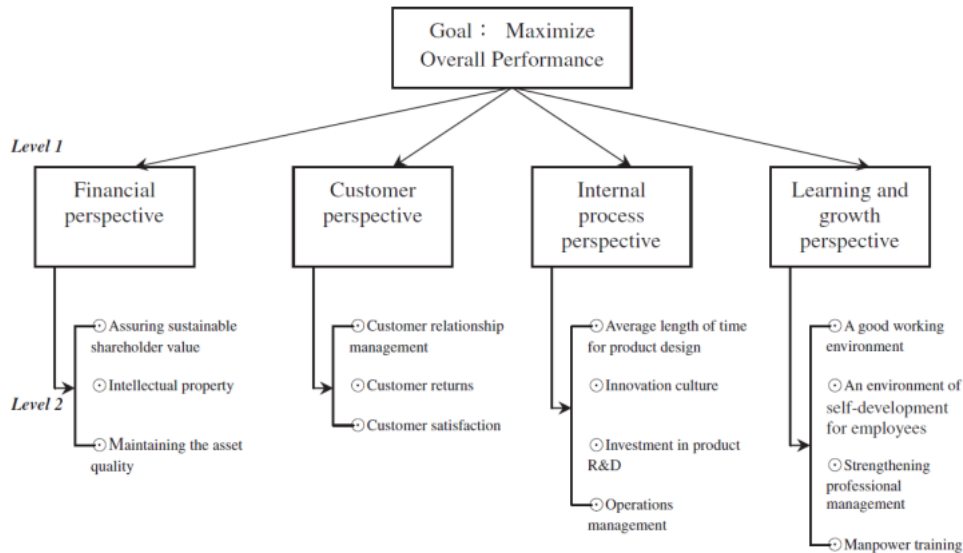 Goal： Maximize
Overall Performance
Level 1
Financial
perspective
Customer
perspective
Internal
process
perspective
Learning and
growth
perspective
Level 2
⊙Assuring sustainable
shareholder value
⊙Intellectual property
⊙Maintaining the asset
quality
⊙Customer relationship
management
⊙Customer returns
⊙Customer satisfaction
⊙Average length of time
for product design
⊙Innovation culture
⊙Investment in product
R&D
⊙Operations
management
⊙A good working
environment
⊙An environment of
self-development
for employees
⊙Strengthening
professional
management
⊙Manpower training